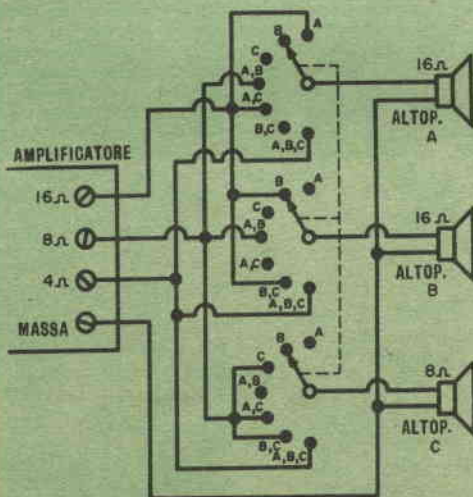 A
B
C
A,B
A,C
B,C
A,B,C
16Ω
ALTOP.
A
AMPLIFICATORE
16Ω
8Ω
4Ω
MASSA
A
B
C
A,B
A,C
B,C
A,B,C
16Ω
ALTOP.
B
A
B
C
A,B
A,C
B,C
A,B,C
8Ω
ALTOP.
C